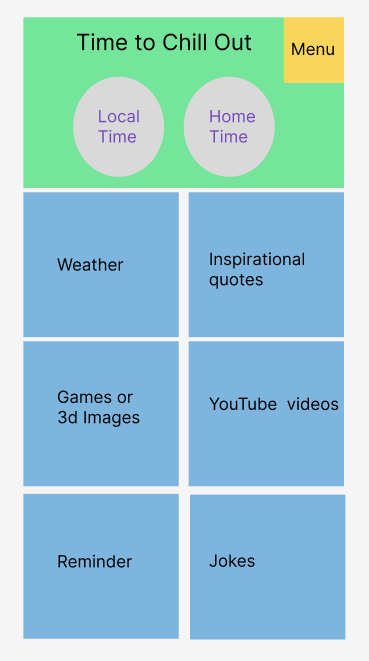 Time to Chill Out
Menu
Local
Time
Home
Time
Weather
Inspirational
quotes
Games or
3d Images
YouTube  videos
Reminder
Jokes